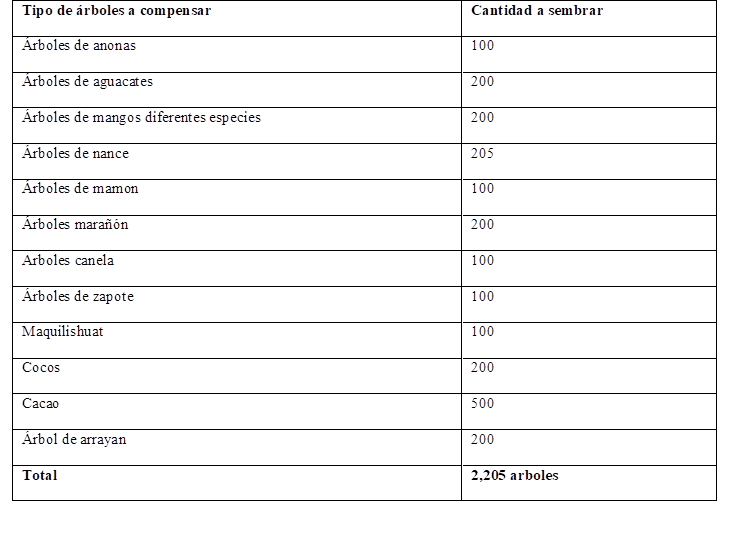 Tipo de árboles a compensar Cantidad a sembrar
Árboles de anonas 100
Árboles de aguacates 200
Árboles de mangos diferentes especies 200
Árboles de nance 205
Árboles de mamon 100
Árboles marañón 200
Arboles canela 100
Árboles de zapote 100
Maquilishuat 100
Cocos 200
Cacao 500
Árbol de arrayan 200
Total 2,205 arboles